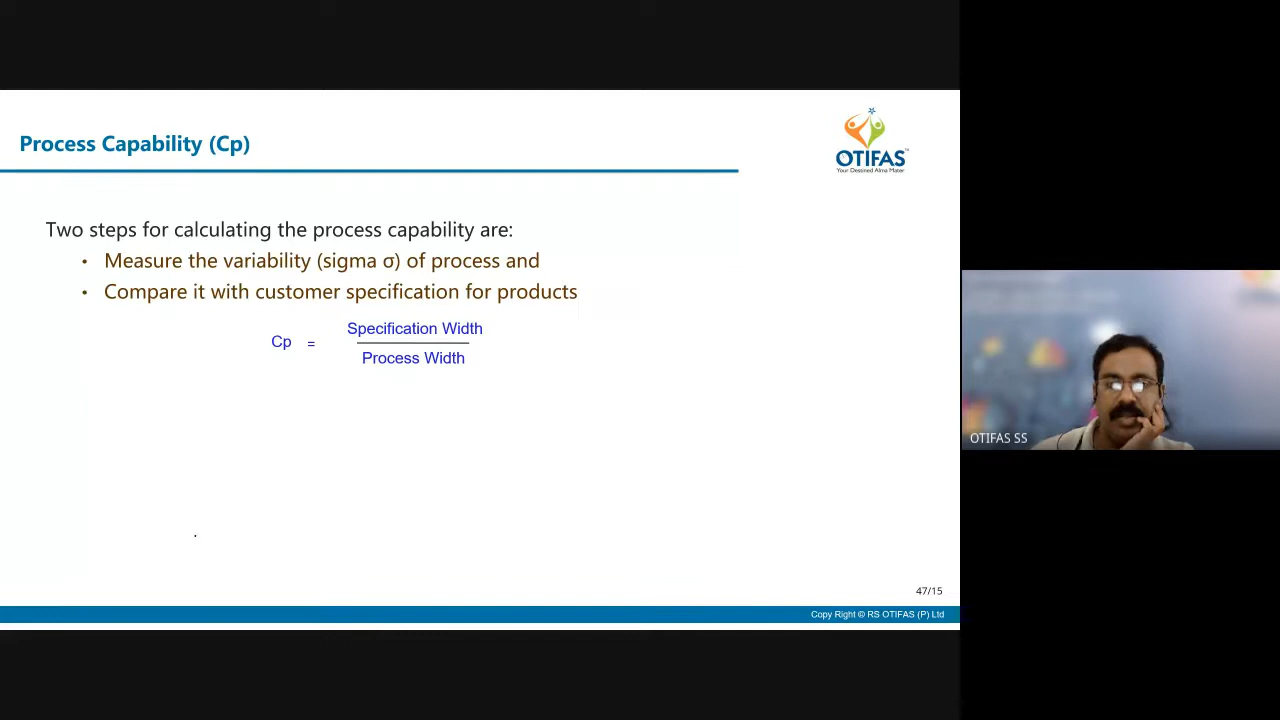 Process Capability (Cp)
OTIFAS™
Your Destined Alma Mater
Two steps for calculating the process capability are:
• Measure the variability (sigma σ) of process and
• Compare it with customer specification for products
Cp = Specification Width
Process Width
OTIFAS SS
47/15
Copy Right © RS OTIFAS (P) Ltd